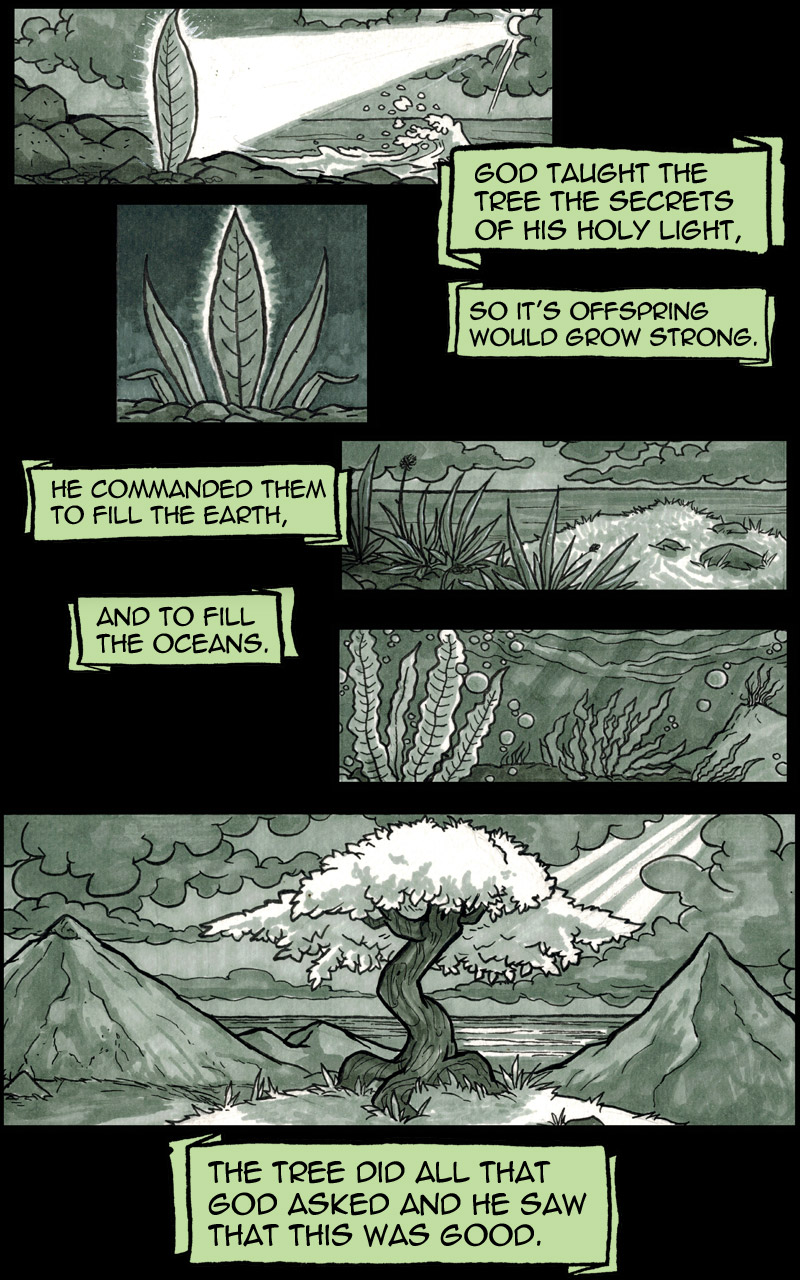 GOD TAUGHT THE
TREE THE SECRETS
OF HIS HOLY LIGHT,
SO IT'S OFFSPRING
WOULD GROW STRONG.
HE COMMANDED THEM
TO FILL THE EARTH,
AND TO FILL
THE OCEANS.
THE TREE DID ALL THAT
GOD ASKED AND HE SAW
THAT THIS WAS GOOD.